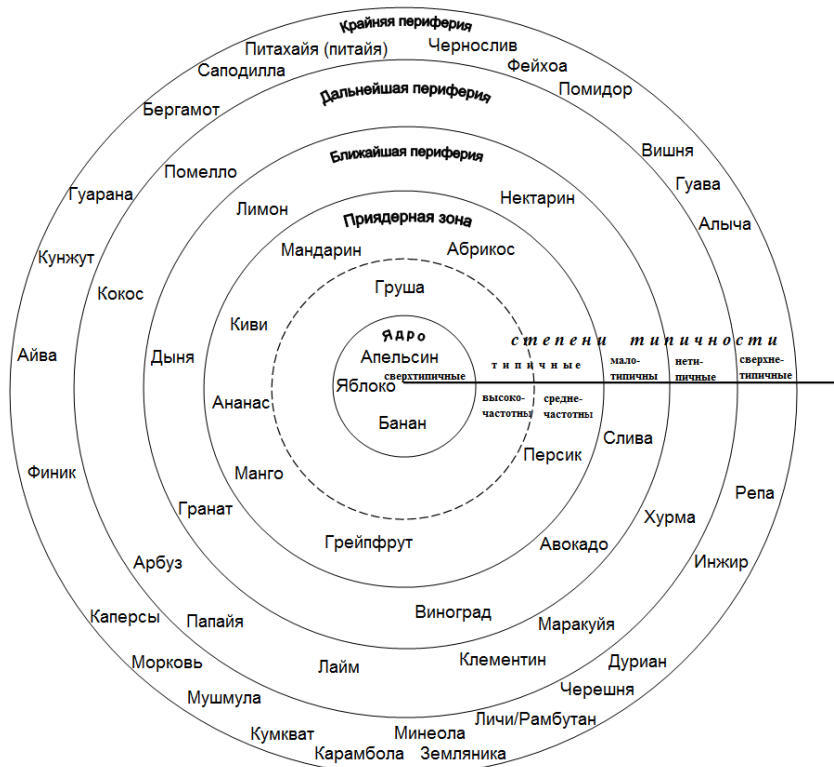 Крайняя периферия
Питахайя (питайя)
Чернослив
Саподилла
Фейхоа
Бергамот
Дальнейшая периферия
Помидор
Помелло
Ближайшая периферия
Вишня
Гуарана
Лимон
Нектарин
Гуава
Приядерная зона
Алыча
Кунжут
Мандарин
Абрикос
Кокос
Груша
Киви
Ядро
степени типичности
Айва
Дыня
Апельсин
типичные
мало-
типичны
нети-
пичные
сверхне-
типичные
сверхтипичные
Яблоко
Ананас
высоко-
частотны
средне-
частотны
Банан
Слива
Финик
Манго
Персик
Репа
Гранат
Хурма
Грейпфрут
Авокадо
Арбуз
Инжир
Каперсы
Папайя
Виноград
Маракуйя
Морковь
Лайм
Клементин
Дуриан
Мушмула
Черешня
Кумкват
Минеола
Личи/Рамбутан
Карамбола
Земляника